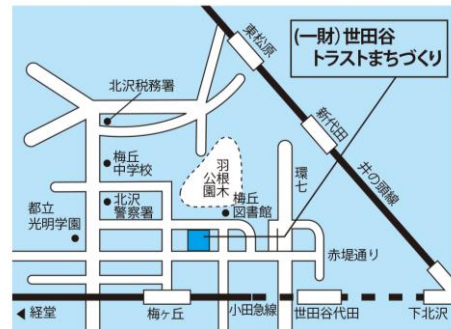 (一財)世田谷
トラストまちづくり
東松原
新代田
井の頭線
北沢税務署
梅丘
中学校
羽根木
公園
環七
北沢
警察署
梅丘
図書館
都立
光明学園
赤堤通り
経堂
梅ヶ丘
小田急線
世田谷代田
下北沢